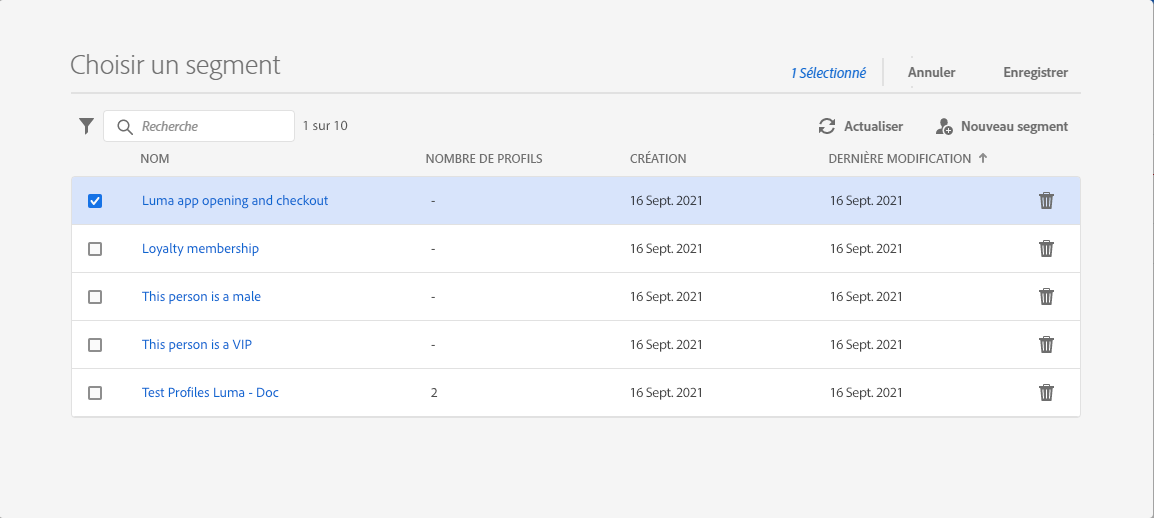 Choisir un segment
1 Sélectionné Annuler Enregistrer
Recherche 1 sur 10 Actualiser Nouveau segment
NOM NOMBRE DE PROFILS CRÉATION DERNIÈRE MODIFICATION ↑
Luma app opening and checkout - 16 Sept. 2021 16 Sept. 2021
Loyalty membership - 16 Sept. 2021 16 Sept. 2021
This person is a male - 16 Sept. 2021 16 Sept. 2021
This person is a VIP - 16 Sept. 2021 16 Sept. 2021
Test Profiles Luma - Doc 2 16 Sept. 2021 16 Sept. 2021